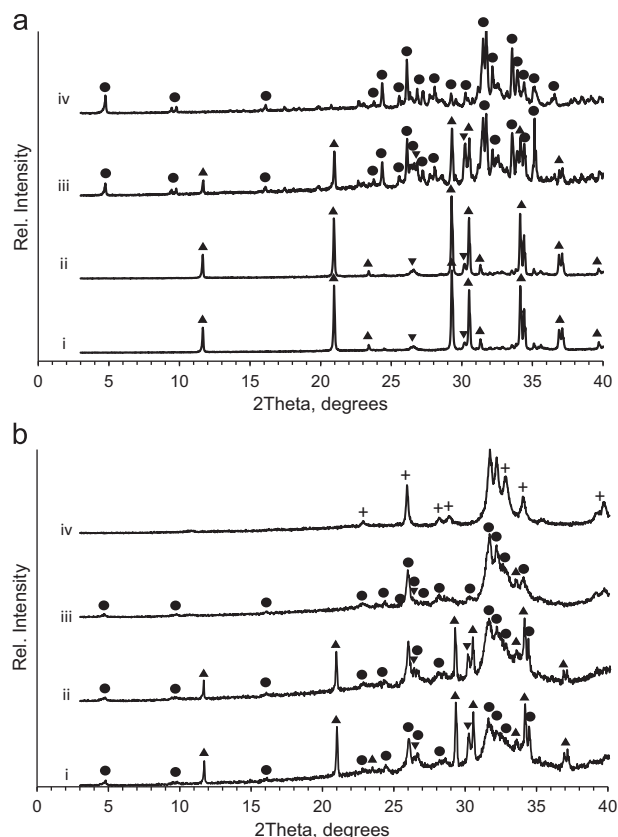 a
iv
iii
ii
i
Rel. Intensity
0 5 10 15 20 25 30 35 40
2Theta, degrees
b
+ + + + + + +
iv
iii
ii
i
Rel. Intensity
0 5 10 15 20 25 30 35 40
2Theta, degrees